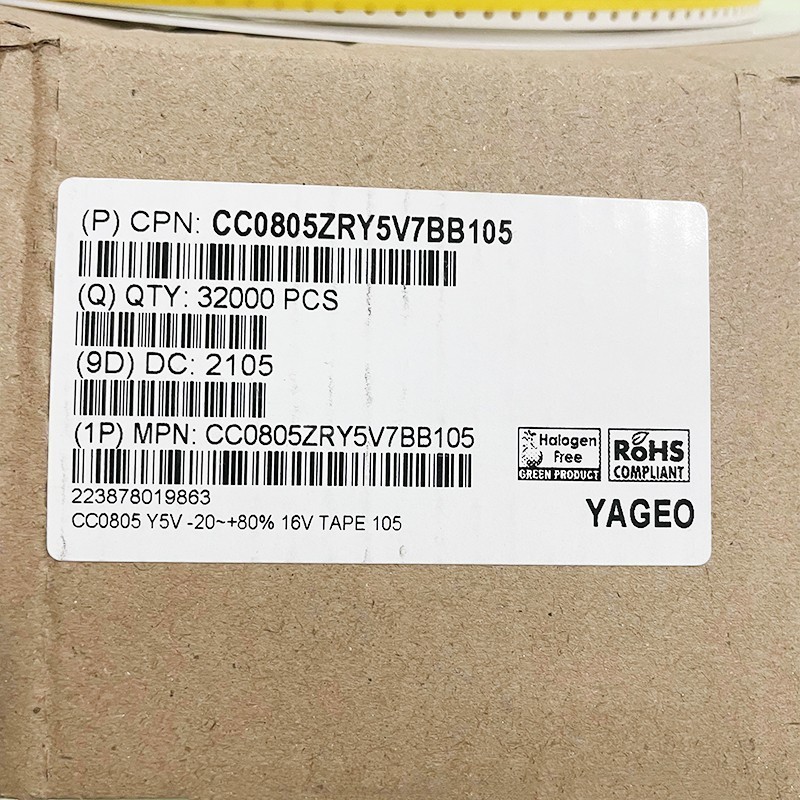 (P) CPN: CC0805ZRY5V7BB105
(Q) QTY: 32000 PCS
(9D) DC: 2105
(1P) MPN: CC0805ZRY5V7BB105
223878019863
CC0805 Y5V -20~+80% 16V TAPE 105
Halogen
Free
GREEN PRODUCT
RoHS
COMPLIANT
YAGEO